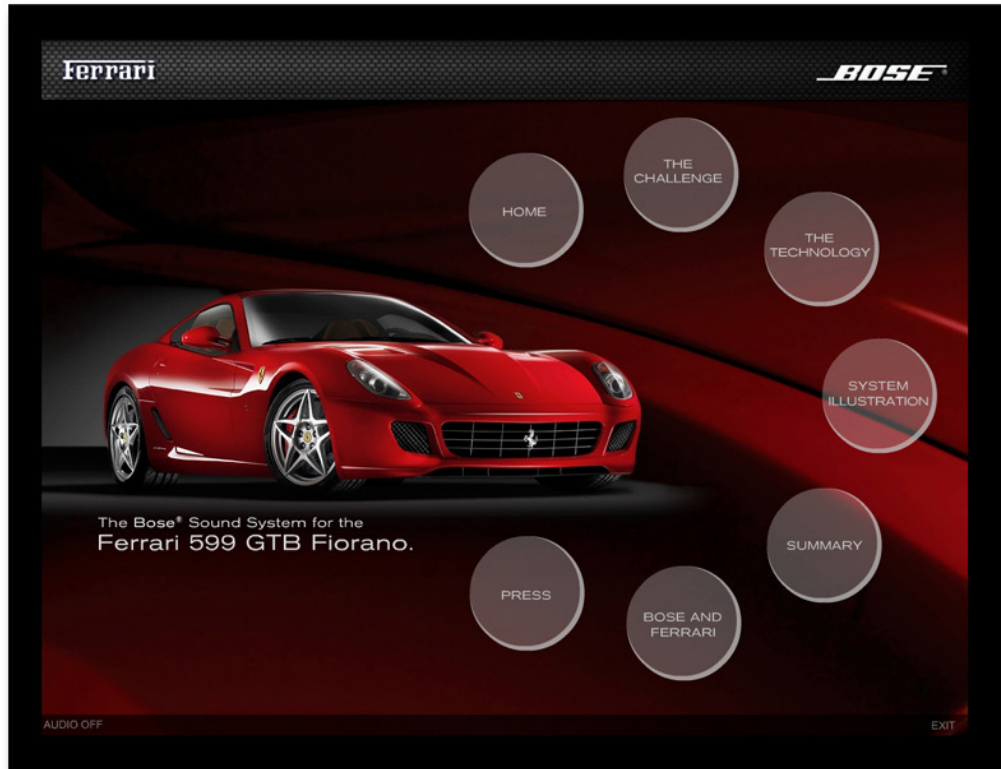 Ferrari
BOSE®
HOME
THE
CHALLENGE
THE
TECHNOLOGY
SYSTEM
ILLUSTRATION
SUMMARY
BOSE AND
FERRARI
PRESS
The Bose® Sound System for the
Ferrari 599 GTB Fiorano.
AUDIO OFF
EXIT